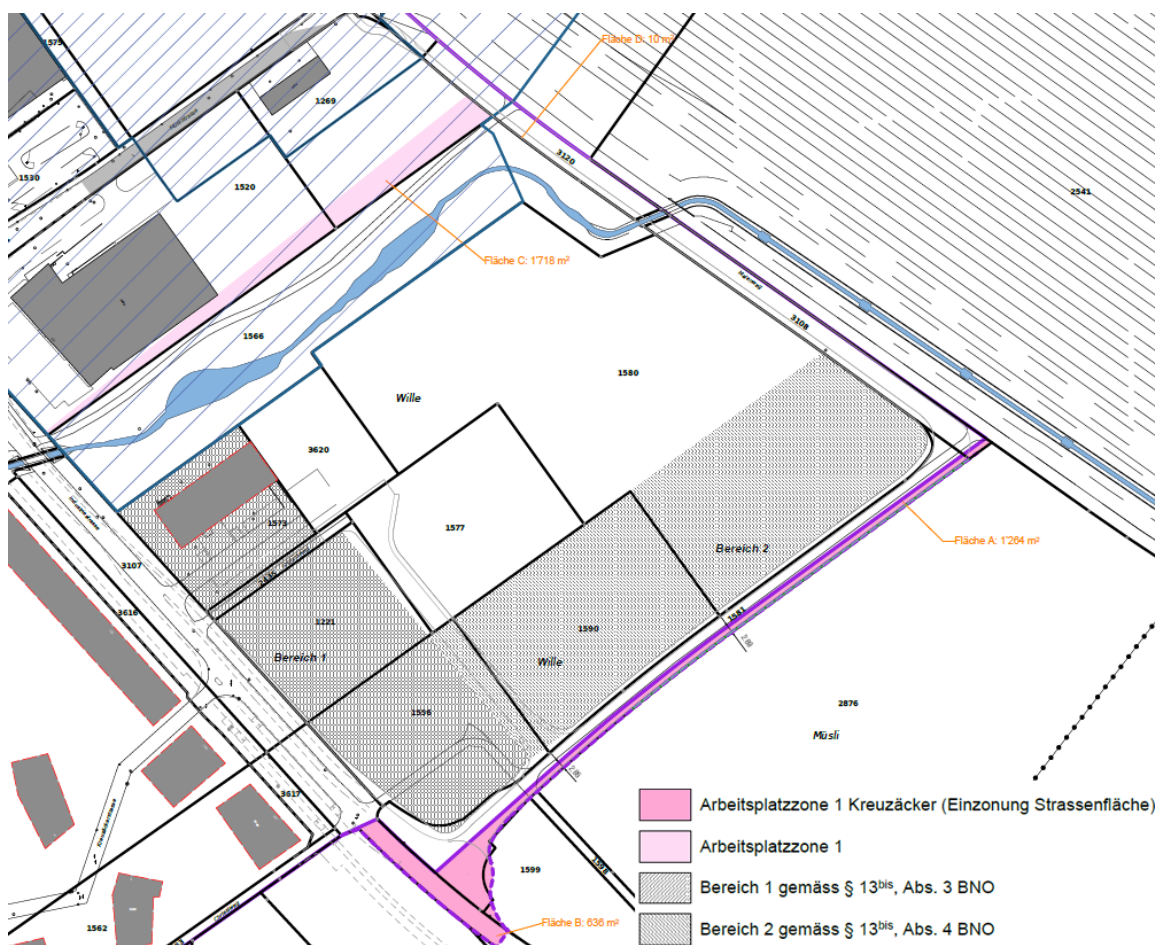 1575
Fläche D: 10 m²
1269
3120
1530
1520
2541
Fläche C: 1'718 m²
1566
3108
1580
Wille
3620
1573
1577
Fläche A: 1'264 m²
Bereich 2
3107
3616
2435
1221
1581
1590
Bereich 1
Wille
1556
2876
Müsli
3617
1599
1598
Fläche B: 636 m²
1562
Arbeitsplatzzone 1 Kreuzäcker (Einzonung Strassenfläche)
Arbeitsplatzzone 1
Bereich 1 gemäss § 13bis, Abs. 3 BNO
Bereich 2 gemäss § 13bis, Abs. 4 BNO